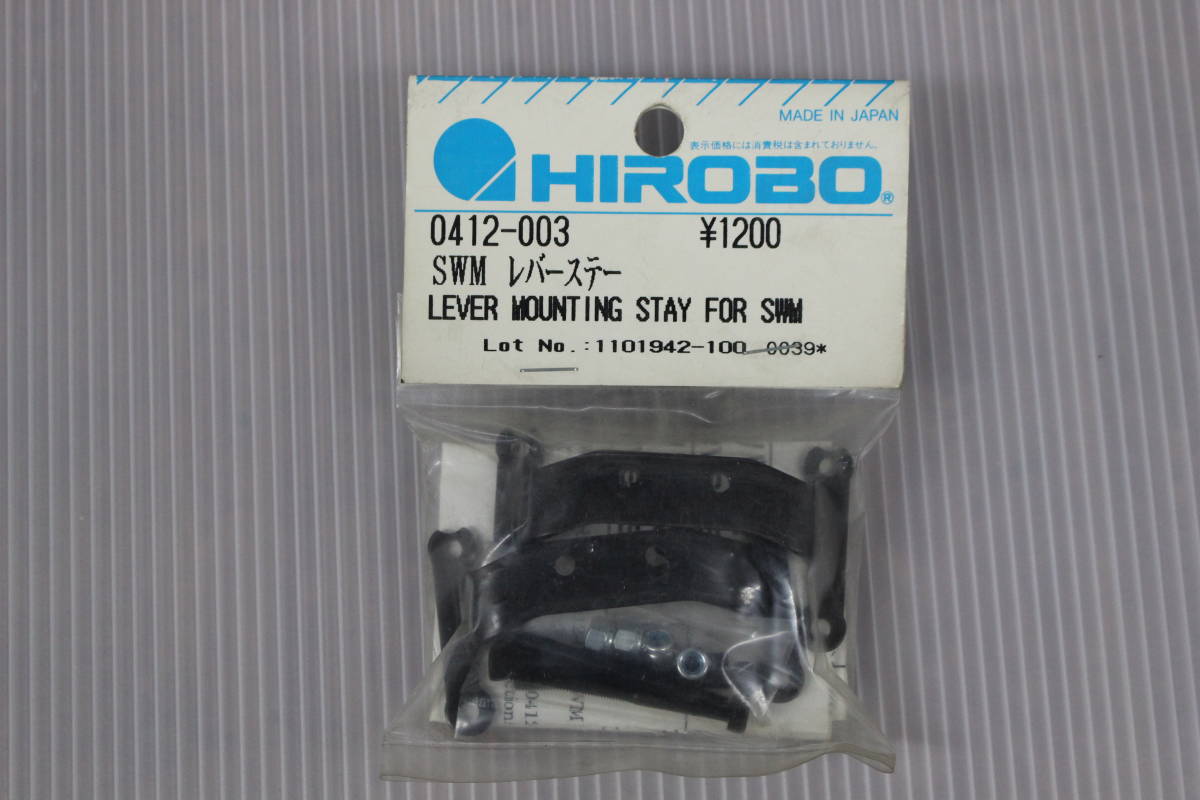 MADE IN JAPAN
表示価格には消費税は含まれておりません。
HIROBO®
0412-003 ¥1200
SWM レバーステー
LEVER MOUNTING STAY FOR SWM
Lot No.:1101942-100 0039*